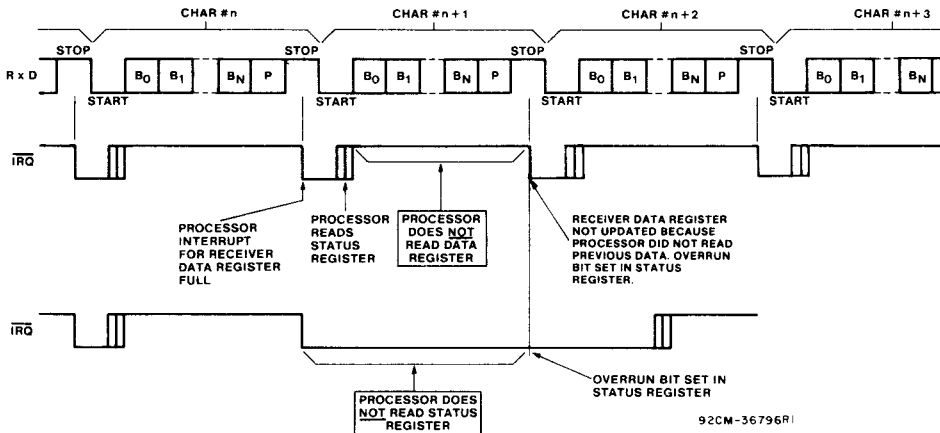 CHAR #n CHAR #n+1 CHAR #n+2 CHAR #n+3
STOP STOP STOP STOP
R x D B0 B1 BN P B0 B1 BN P B0 B1 BN P B0 B1 BN
START START START START
IRQ
PROCESSOR
INTERRUPT
FOR RECEIVER
DATA REGISTER
FULL
PROCESSOR
READS
STATUS
REGISTER
PROCESSOR
DOES NOT
READ DATA
REGISTER
RECEIVER DATA REGISTER
NOT UPDATED BECAUSE
PROCESSOR DID NOT READ
PREVIOUS DATA. OVERRUN
BIT SET IN STATUS
REGISTER.
IRQ
PROCESSOR DOES
NOT READ STATUS
REGISTER
OVERRUN BIT SET IN
STATUS REGISTER
92CM-36796RI